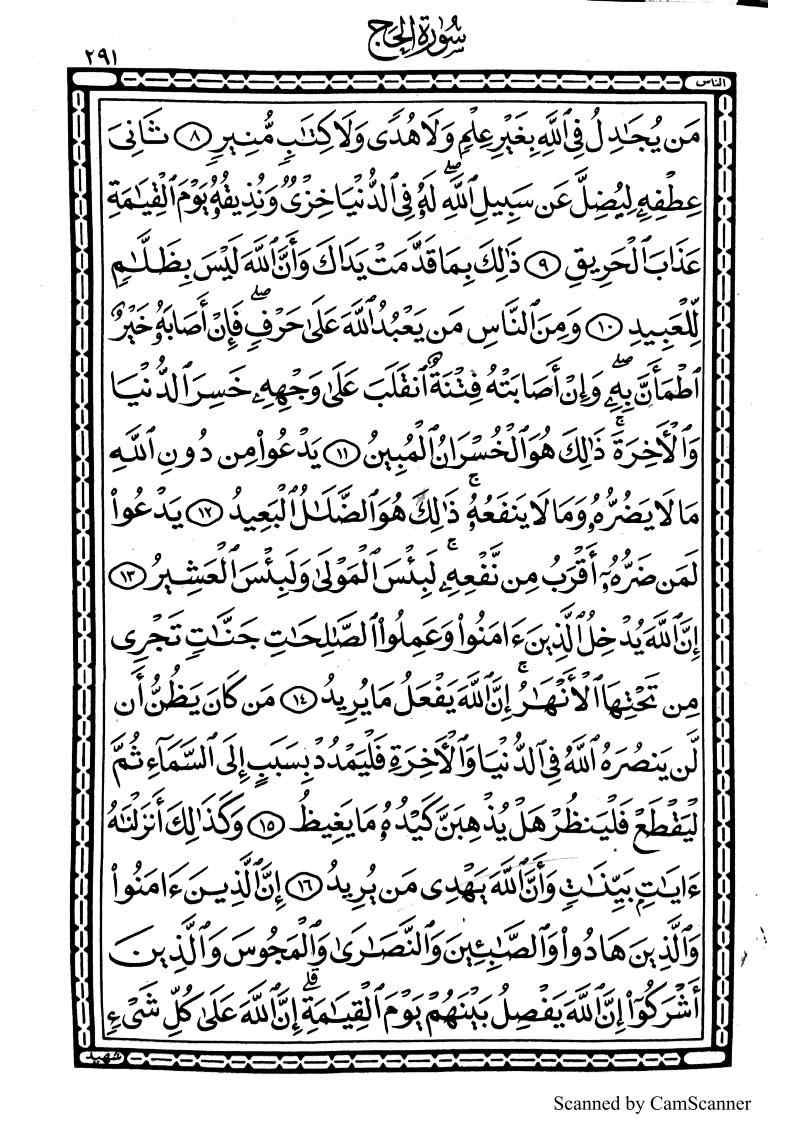 سُورَةُ الحَج
٢٩١
الناس
مَن يُجَٰدِلُ فِي ٱللَّهِ بِغَيْرِ عِلْمٍ وَلَا هُدًى وَلَا كِتَٰبٍ مُّنِيرٍ ٨ ثَانِيَ
عِطْفِهِۦ لِيُضِلَّ عَن سَبِيلِ ٱللَّهِۖ لَهُۥ فِي ٱلدُّنْيَا خِزْيٌ وَنُذِيقُهُۥ يَوْمَ ٱلْقِيَٰمَةِ
عَذَابَ ٱلْحَرِيقِ ٩ ذَٰلِكَ بِمَا قَدَّمَتْ يَدَاكَ وَأَنَّ ٱللَّهَ لَيْسَ بِظَلَّٰمٍ
لِّلْعَبِيدِ ١٠ وَمِنَ ٱلنَّاسِ مَن يَعْبُدُ ٱللَّهَ عَلَىٰ حَرْفٍۖ فَإِنْ أَصَابَهُۥ خَيْرٌ
ٱطْمَأَنَّ بِهِۦۖ وَإِنْ أَصَابَتْهُ فِتْنَةٌ ٱنقَلَبَ عَلَىٰ وَجْهِهِۦ خَسِرَ ٱلدُّنْيَا
وَٱلْأٓخِرَةَۚ ذَٰلِكَ هُوَ ٱلْخُسْرَانُ ٱلْمُبِينُ ١١ يَدْعُوا۟ مِن دُونِ ٱللَّهِ
مَا لَا يَضُرُّهُۥ وَمَا لَا يَنفَعُهُۥۚ ذَٰلِكَ هُوَ ٱلضَّلَٰلُ ٱلْبَعِيدُ ١٢ يَدْعُوا۟
لَمَن ضَرُّهُۥٓ أَقْرَبُ مِن نَّفْعِهِۦۚ لَبِئْسَ ٱلْمَوْلَىٰ وَلَبِئْسَ ٱلْعَشِيرُ ١٣
إِنَّ ٱللَّهَ يُدْخِلُ ٱلَّذِينَ ءَامَنُوا۟ وَعَمِلُوا۟ ٱلصَّٰلِحَاتِ جَنَّٰتٍ تَجْرِي
مِن تَحْتِهَا ٱلْأَنْهَٰرُۚ إِنَّ ٱللَّهَ يَفْعَلُ مَا يُرِيدُ ١٤ مَن كَانَ يَظُنُّ أَن
لَّن يَنصُرَهُ ٱللَّهُ فِي ٱلدُّنْيَا وَٱلْأٓخِرَةِ فَلْيَمْدُدْ بِسَبَبٍ إِلَى ٱلسَّمَآءِ ثُمَّ
لْيَقْطَعْ فَلْيَنظُرْ هَلْ يُذْهِبَنَّ كَيْدُهُۥ مَا يَغِيظُ ١٥ وَكَذَٰلِكَ أَنزَلْنَٰهُ
ءَايَٰتٍۭ بَيِّنَٰتٍ وَأَنَّ ٱللَّهَ يَهْدِي مَن يُرِيدُ ١٦ إِنَّ ٱلَّذِينَ ءَامَنُوا۟
وَٱلَّذِينَ هَادُوا۟ وَٱلصَّٰبِـِٔينَ وَٱلنَّصَٰرَىٰ وَٱلْمَجُوسَ وَٱلَّذِينَ
أَشْرَكُوٓا۟ إِنَّ ٱللَّهَ يَفْصِلُ بَيْنَهُمْ يَوْمَ ٱلْقِيَٰمَةِۗ إِنَّ ٱللَّهَ عَلَىٰ كُلِّ شَىْءٍ
شهيد
Scanned by CamScanner